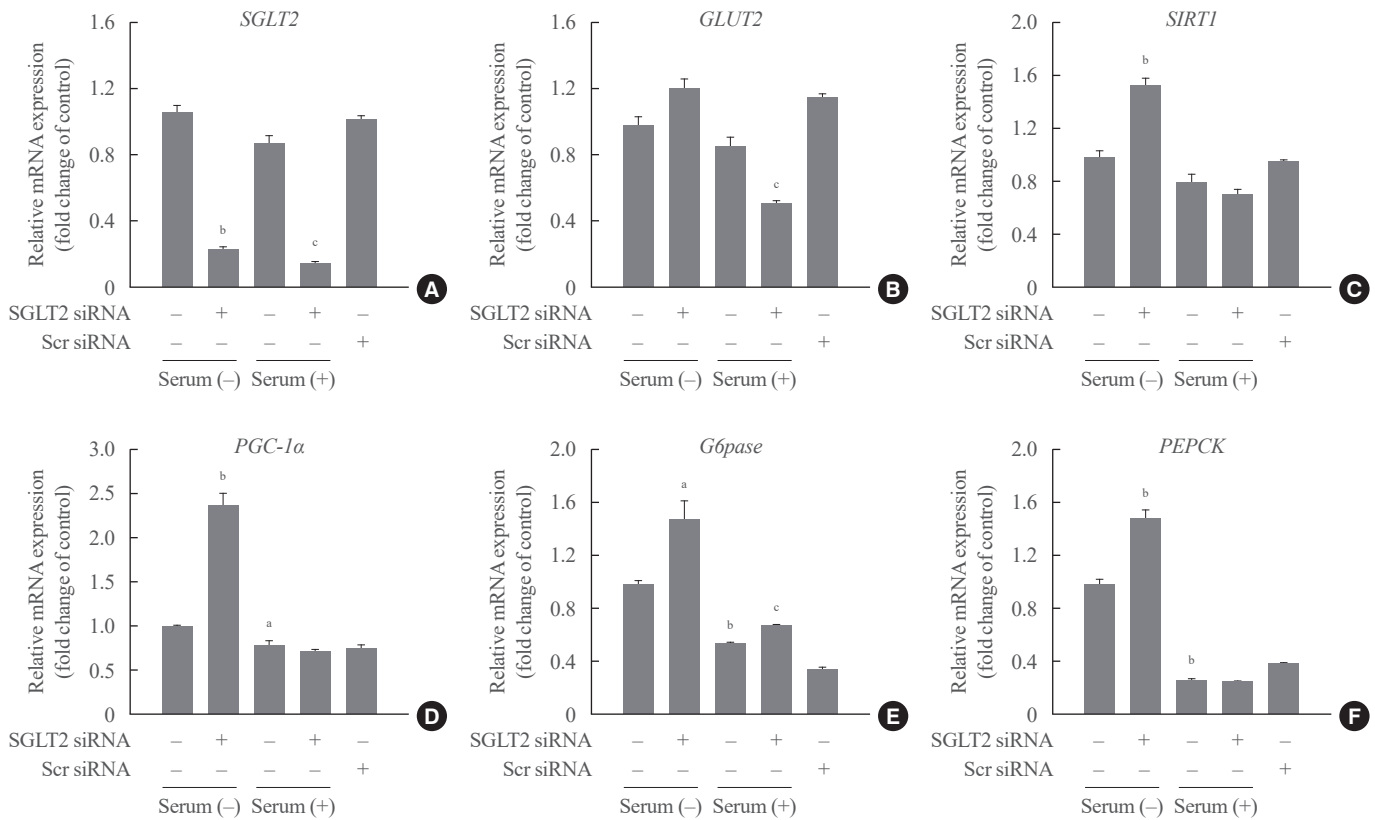 SGLT2
Relative mRNA expression
(fold change of control)
1.6
1.2
0.8
0.4
0
b
c
A
SGLT2 siRNA – + – + –
Scr siRNA – – – – +
Serum (–) Serum (+)
GLUT2
Relative mRNA expression
(fold change of control)
1.6
1.2
0.8
0.4
0
c
B
SGLT2 siRNA – + – + –
Scr siRNA – – – – +
Serum (–) Serum (+)
SIRT1
Relative mRNA expression
(fold change of control)
2.0
1.6
1.2
0.8
0.4
0
b
C
SGLT2 siRNA – + – + –
Scr siRNA – – – – +
Serum (–) Serum (+)
PGC-1α
Relative mRNA expression
(fold change of control)
3.0
2.5
2.0
1.5
1.0
0.5
0
b
a
D
SGLT2 siRNA – + – + –
Scr siRNA – – – – +
Serum (–) Serum (+)
G6pase
Relative mRNA expression
(fold change of control)
2.0
1.6
1.2
0.8
0.4
0
a
b
c
E
SGLT2 siRNA – + – + –
Scr siRNA – – – – +
Serum (–) Serum (+)
PEPCK
Relative mRNA expression
(fold change of control)
2.0
1.6
1.2
0.8
0.4
0
b
b
F
SGLT2 siRNA – + – + –
Scr siRNA – – – – +
Serum (–) Serum (+)